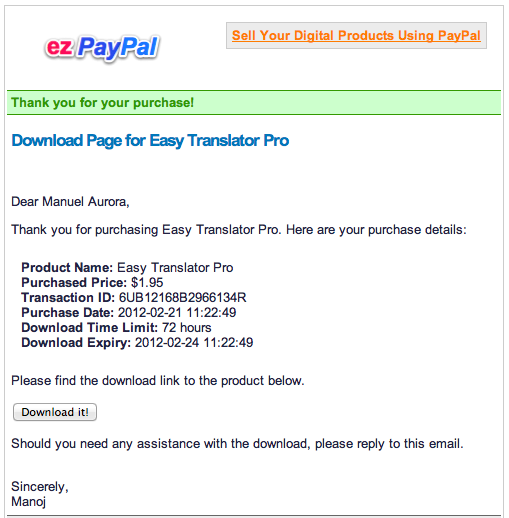 ez PayPal
Sell Your Digital Products Using PayPal
Thank you for your purchase!
Download Page for Easy Translator Pro
Dear Manuel Aurora,
Thank you for purchasing Easy Translator Pro. Here are your purchase details:
Product Name: Easy Translator Pro
Purchased Price: $1.95
Transaction ID: 6UB12168B2966134R
Purchase Date: 2012-02-21 11:22:49
Download Time Limit: 72 hours
Download Expiry: 2012-02-24 11:22:49
Please find the download link to the product below.
Download it!
Should you need any assistance with the download, please reply to this email.
Sincerely,
Manoj